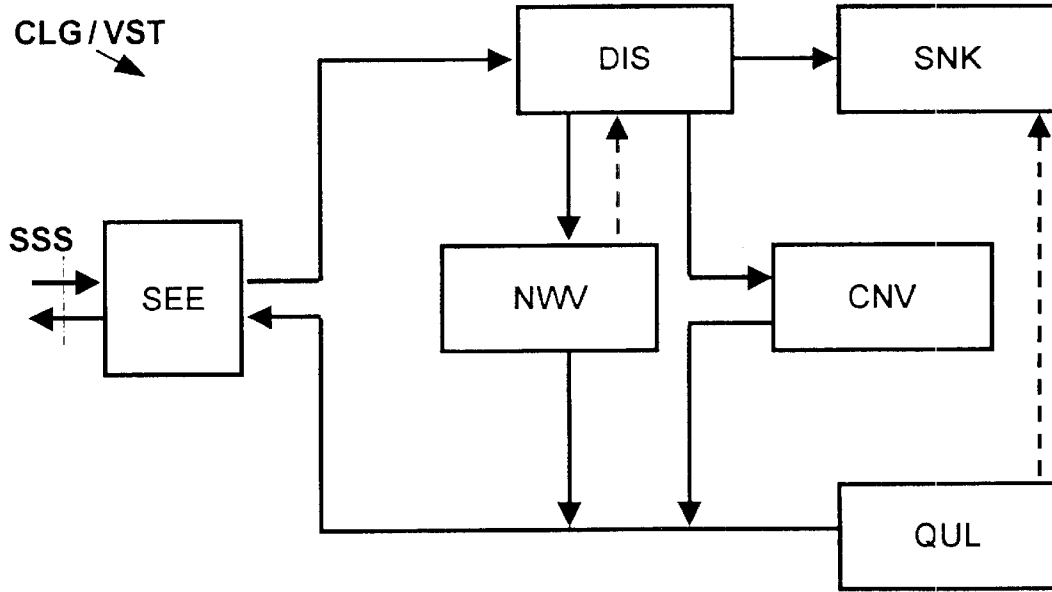 CLG / VST
DIS
SNK
SSS
SEE
NWV
CNV
QUL